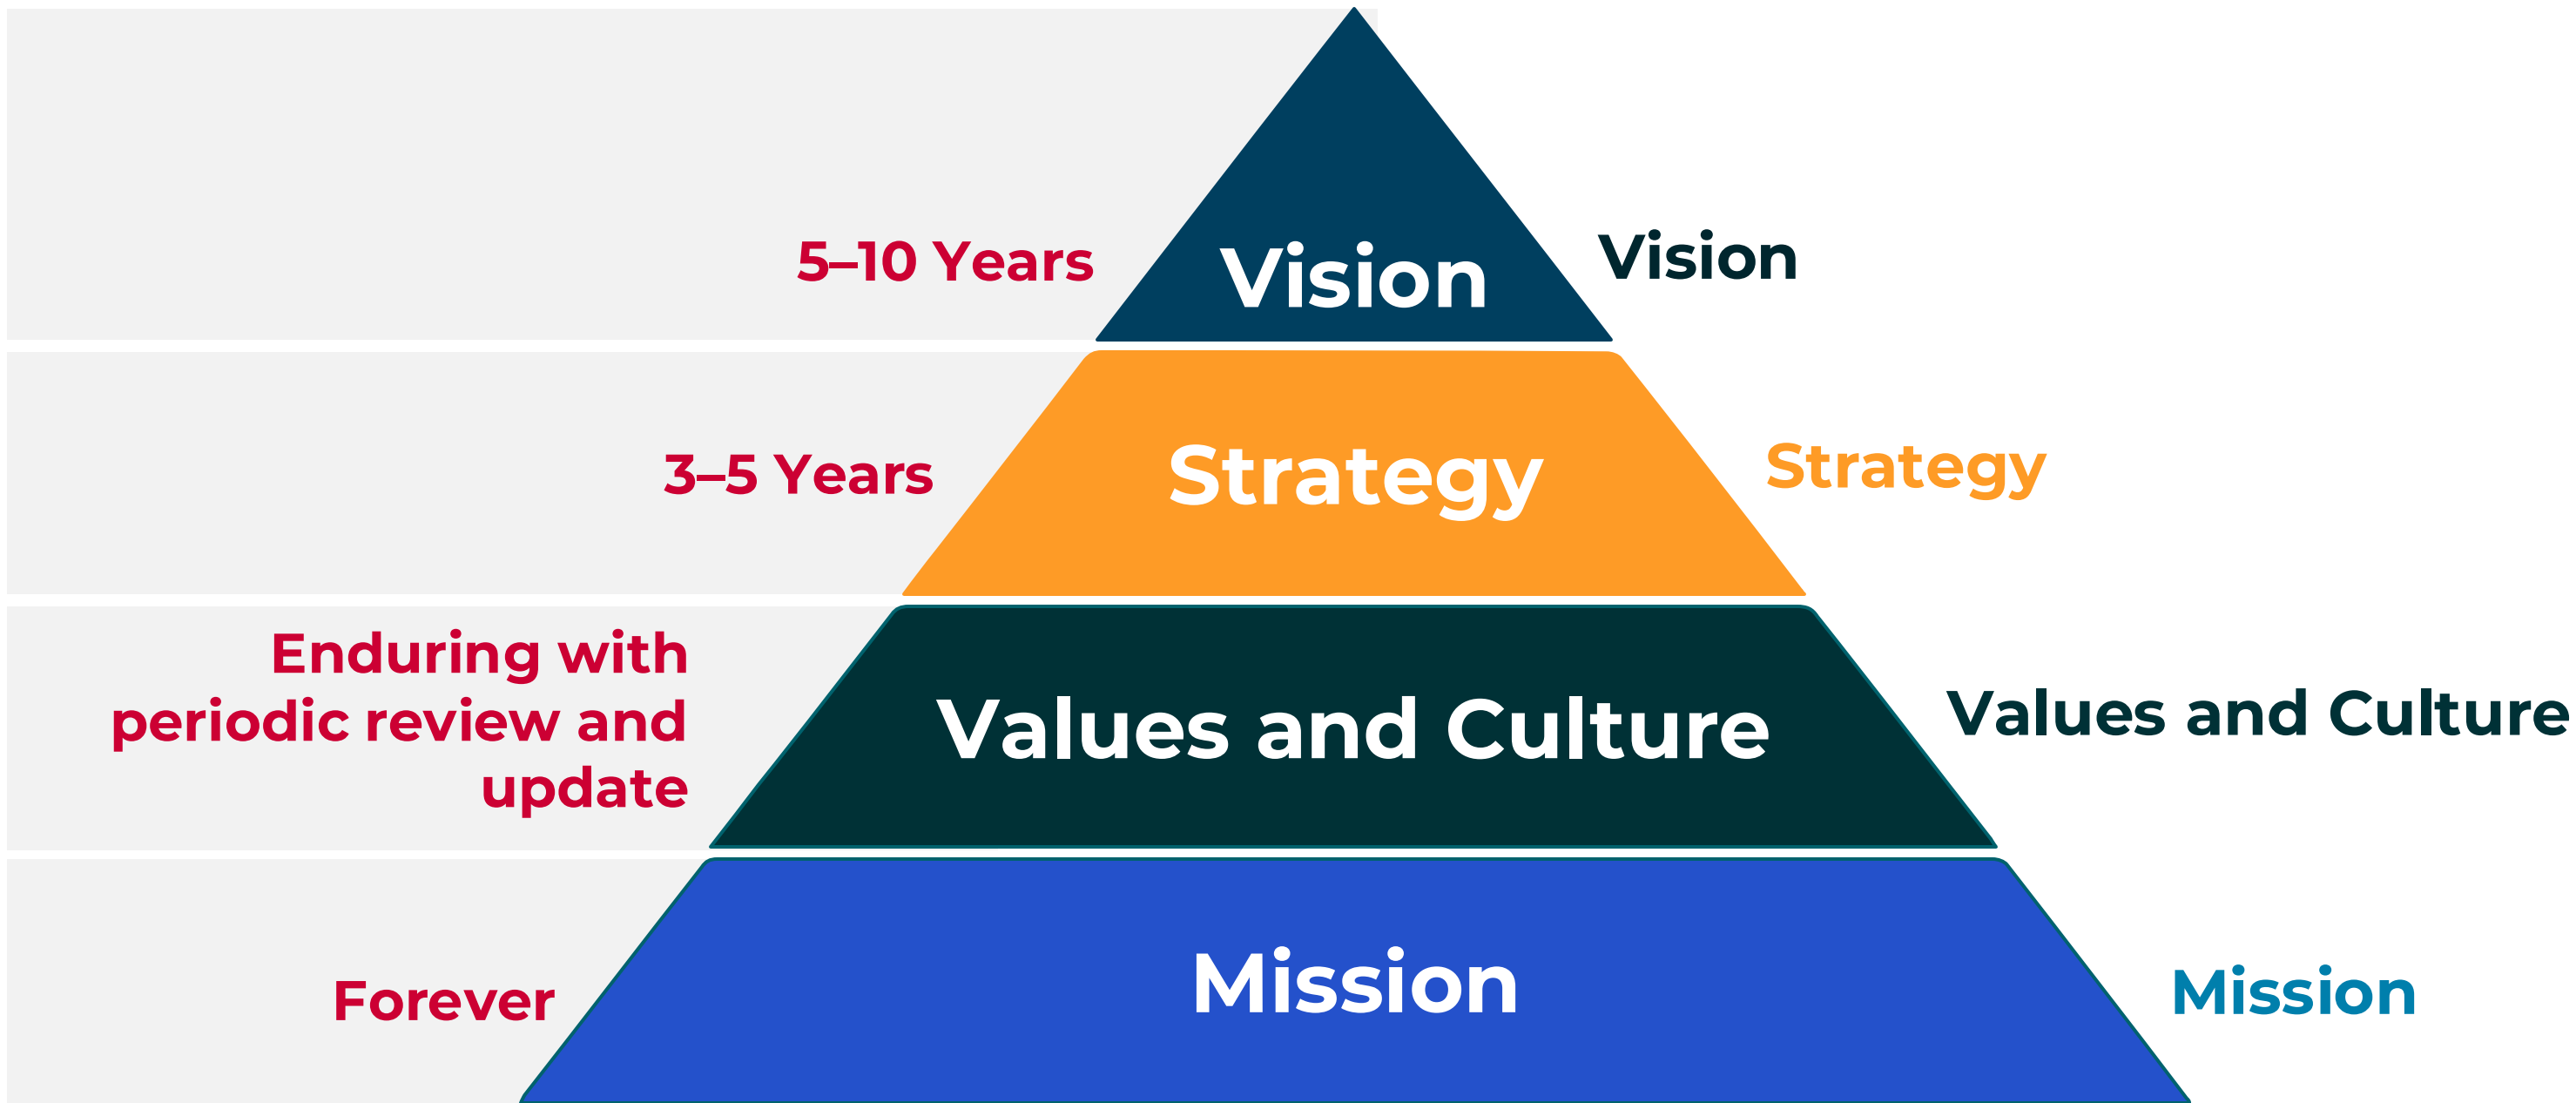 5–10 Years
Vision
Vision
3–5 Years
Strategy
Strategy
Enduring with
periodic review and
update
Values and Culture
Values and Culture
Forever
Mission
Mission